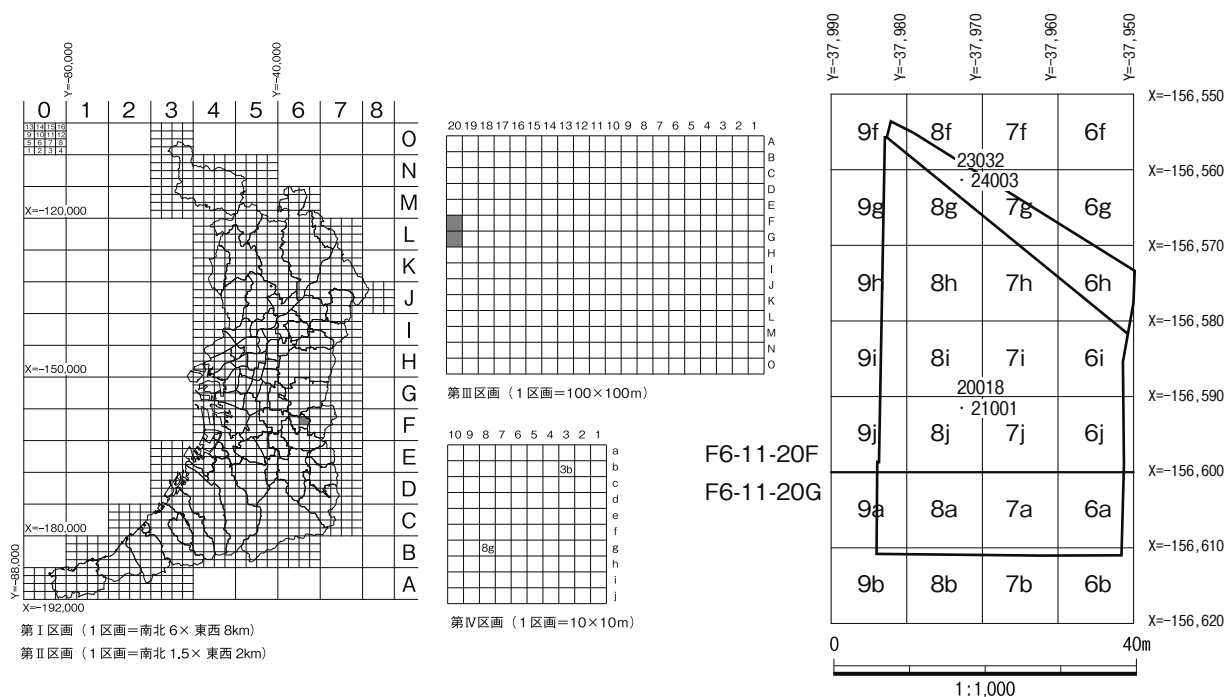 Y=-80,000
Y=-40,000
0 1 2 3 4 5 6 7 8
13 14 15 16
9 10 11 12
5 6 7 8
1 2 3 4
O
N
M
L
K
J
I
H
G
F
E
D
C
B
A
X=-120,000
X=-150,000
X=-180,000
Y=-88,000
X=-192,000
第Ⅰ区画(1区画=南北 6× 東西 8km)
第Ⅱ区画(1区画=南北 1.5× 東西 2km)
20 19 18 17 16 15 14 13 12 11 10 9 8 7 6 5 4 3 2 1
A
B
C
D
E
F
G
H
I
J
K
L
M
N
O
第Ⅲ区画(1区画=100×100m)
10 9 8 7 6 5 4 3 2 1
a
b
c
d
e
f
g
h
i
j
3b
8g
第Ⅳ区画(1区画=10×10m)
Y=-37,990
Y=-37,980
Y=-37,970
Y=-37,960
Y=-37,950
X=-156,550
X=-156,560
X=-156,570
X=-156,580
X=-156,590
X=-156,600
X=-156,610
X=-156,620
9f 8f 7f 6f
23032
・24003
9g 8g 7g 6g
9h 8h 7h 6h
9i 8i 7i 6i
20018
・21001
9j 8j 7j 6j
F6-11-20F
F6-11-20G
9a 8a 7a 6a
9b 8b 7b 6b
0 40m
1:1,000